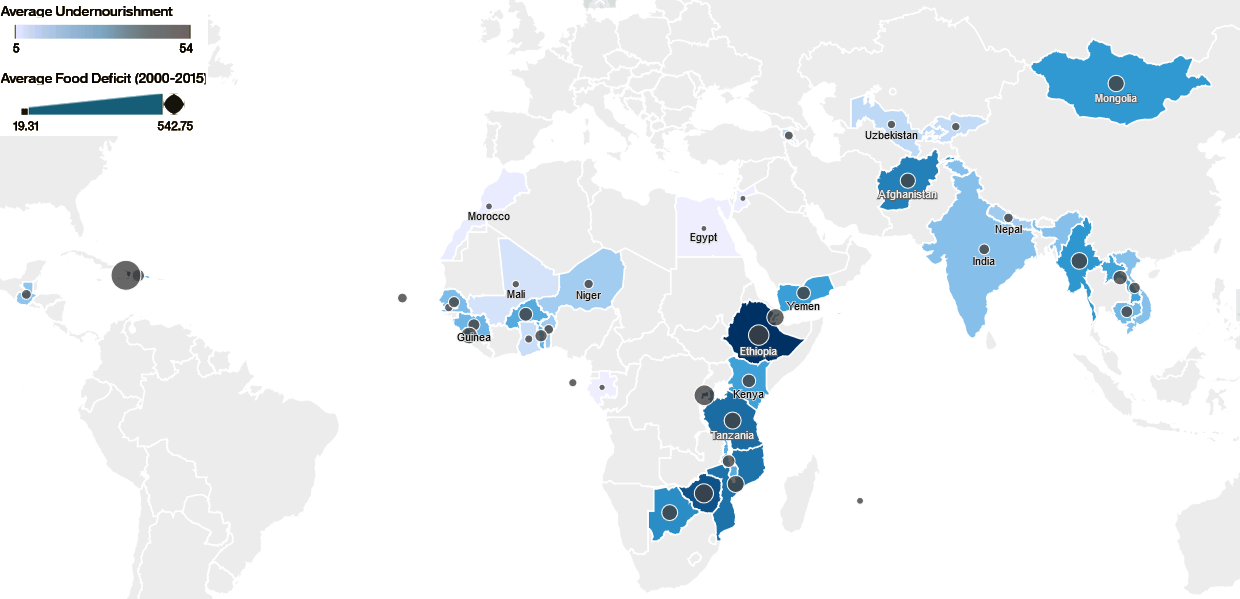 Average Undernourishment
5 54
Average Food Deficit (2000-2015)
19.31 542.75
Mongolia
Uzbekistan
Afghanistan
Morocco
Nepal
Egypt
India
Mali
Niger
Yemen
Guinea
Ethiopia
Kenya
Tanzania